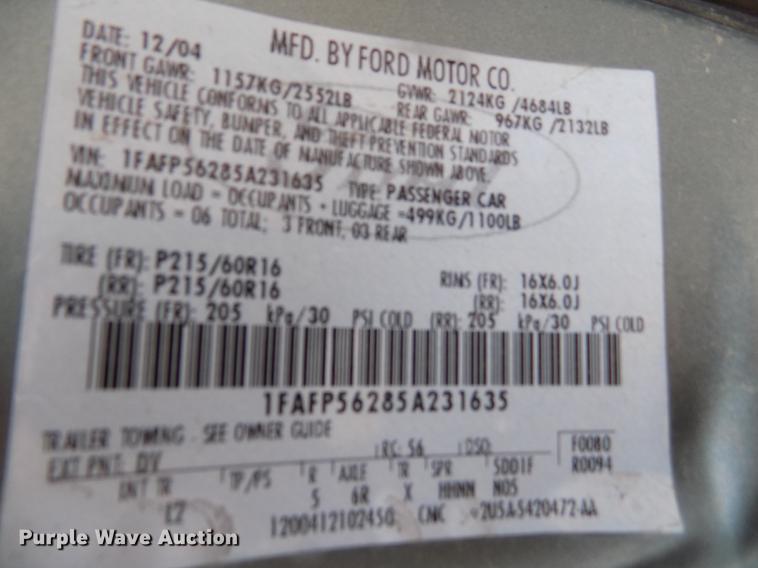 DATE: 12/04 MFD. BY FORD MOTOR CO.
FRONT GAWR: 1157KG/2552LB GVWR: 2124KG /4684LB
REAR GAWR: 967KG /2132LB
THIS VEHICLE CONFORMS TO ALL APPLICABLE FEDERAL MOTOR
VEHICLE SAFETY, BUMPER, AND THEFT PREVENTION STANDARDS
IN EFFECT ON THE DATE OF MANUFACTURE SHOWN ABOVE.
VIN: 1FAFP56285A231635 TYPE: PASSENGER CAR
MAXIMUM LOAD = OCCUPANTS + LUGGAGE =499KG/1100LB
OCCUPANTS = 06 TOTAL; 3 FRONT, 03 REAR
TIRE (FR): P215/60R16 RIMS (FR): 16X6.0J
(RR): P215/60R16 (RR): 16X6.0J
PRESSURE (FR): 205 kPa/30 PSI COLD (RR): 205 kPa/30 PSI COLD
1FAFP56285A231635
TRAILER TOWING - SEE OWNER GUIDE
EXT PNT: DV RC: 56 DSO: F0080
INT TR TP/PS R AXLE TR SPR 5DD1F R0094
LZ 5 6R X HHNN N05
1200412102450 CNC
Purple Wave Auction